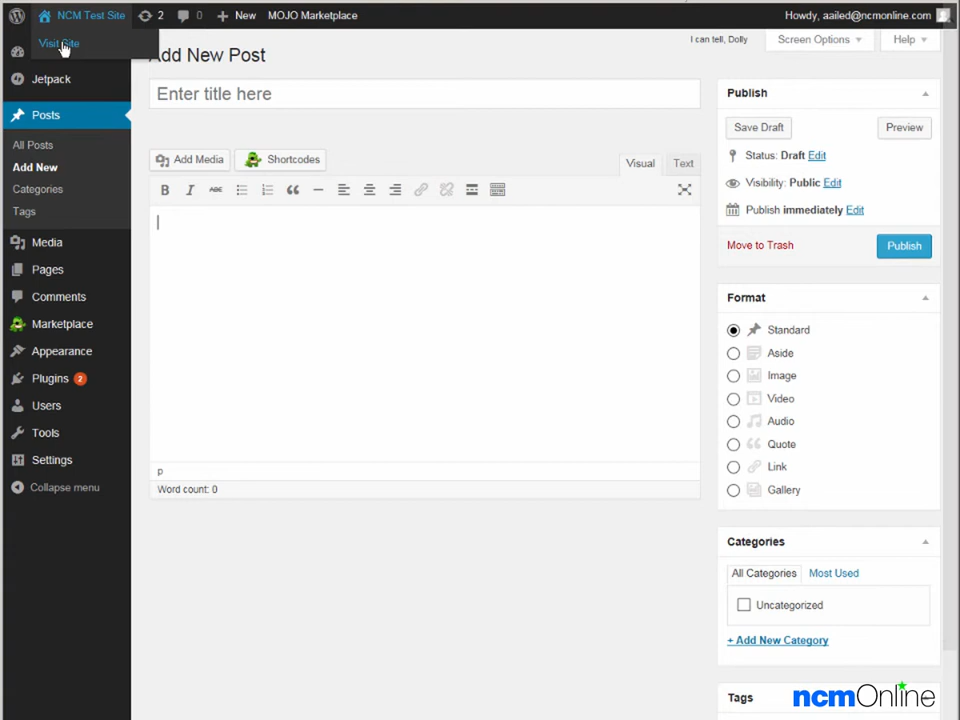 NCM Test Site
2
0
New
MOJO Marketplace
Howdy, aailed@ncmonline.com
Visit Site
Add New Post
I can tell, Dolly
Screen Options
Help
Jetpack
Posts
All Posts
Add New
Categories
Tags
Media
Pages
Comments
Marketplace
Appearance
Plugins 2
Users
Tools
Settings
Collapse menu
Enter title here
Add Media
Shortcodes
Visual
Text
B I ABC
p
Word count: 0
Publish
Save Draft
Preview
Status: Draft Edit
Visibility: Public Edit
Publish immediately Edit
Move to Trash
Publish
Format
Standard
Aside
Image
Video
Audio
Quote
Link
Gallery
Categories
All Categories
Most Used
Uncategorized
+ Add New Category
Tags
ncmOnline